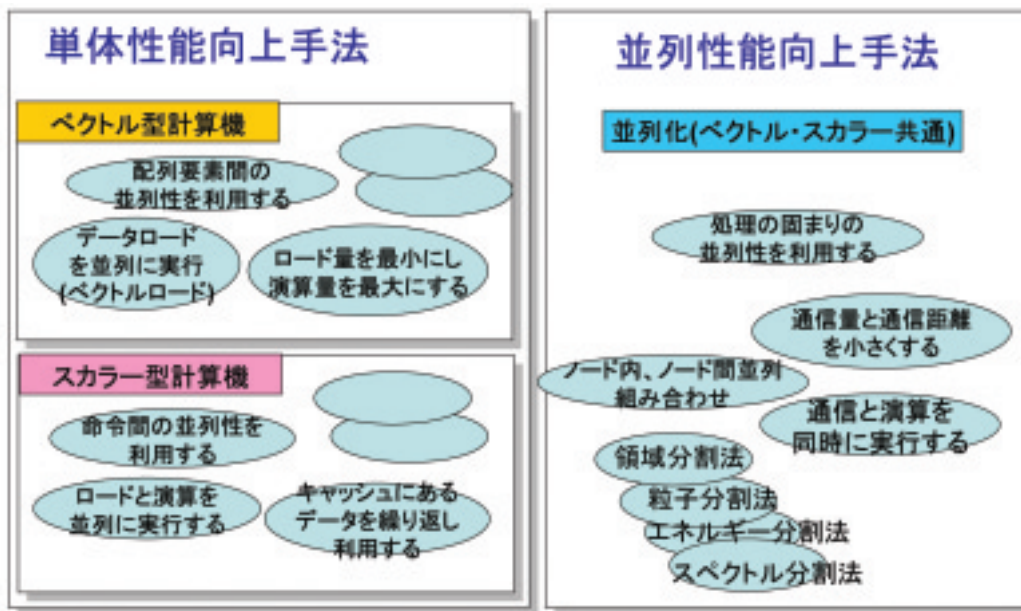 単体性能向上手法
ベクトル型計算機
配列要素間の
並列性を利用する
データロード
を並列に実行
(ベクトルロード)
ロード量を最小にし
演算量を最大にする
スカラー型計算機
命令間の並列性を
利用する
ロードと演算を
並列に実行する
キャッシュにある
データを繰り返し
利用する
並列性能向上手法
並列化(ベクトル・スカラー共通)
処理の固まりの
並列性を利用する
通信量と通信距離
を小さくする
ノード内、ノード間並列
組み合わせ
通信と演算を
同時に実行する
領域分割法
粒子分割法
エネルギー分割法
スペクトル分割法